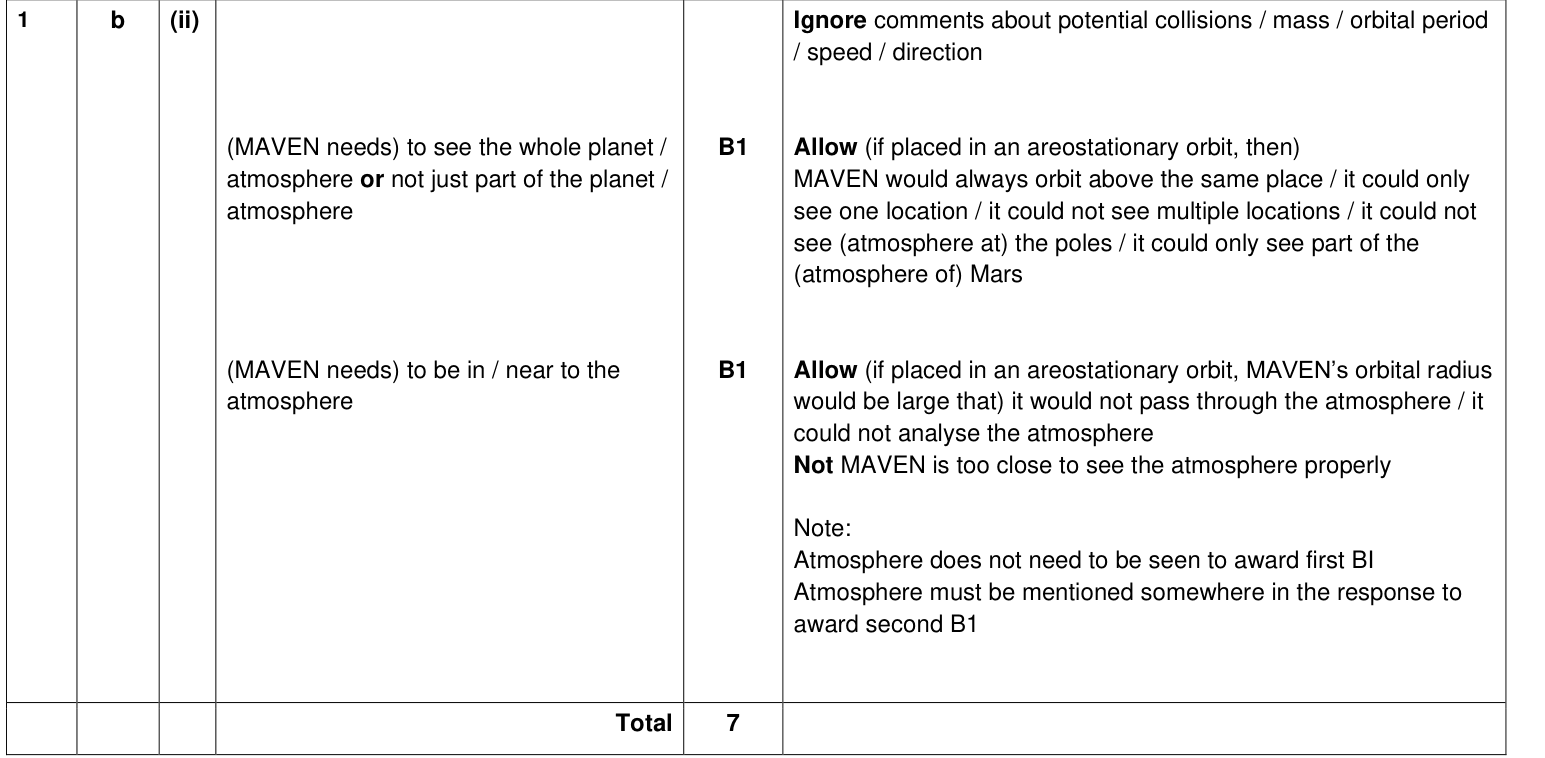 1 b (ii) Ignore comments about potential collisions / mass / orbital period
/ speed / direction
(MAVEN needs) to see the whole planet /
atmosphere or not just part of the planet /
atmosphere
B1
Allow (if placed in an areostationary orbit, then)
MAVEN would always orbit above the same place / it could only
see one location / it could not see multiple locations / it could not
see (atmosphere at) the poles / it could only see part of the
(atmosphere of) Mars
(MAVEN needs) to be in / near to the
atmosphere
B1
Allow (if placed in an areostationary orbit, MAVEN's orbital radius
would be large that) it would not pass through the atmosphere / it
could not analyse the atmosphere
Not MAVEN is too close to see the atmosphere properly
Note:
Atmosphere does not need to be seen to award first BI
Atmosphere must be mentioned somewhere in the response to
award second B1
Total 7